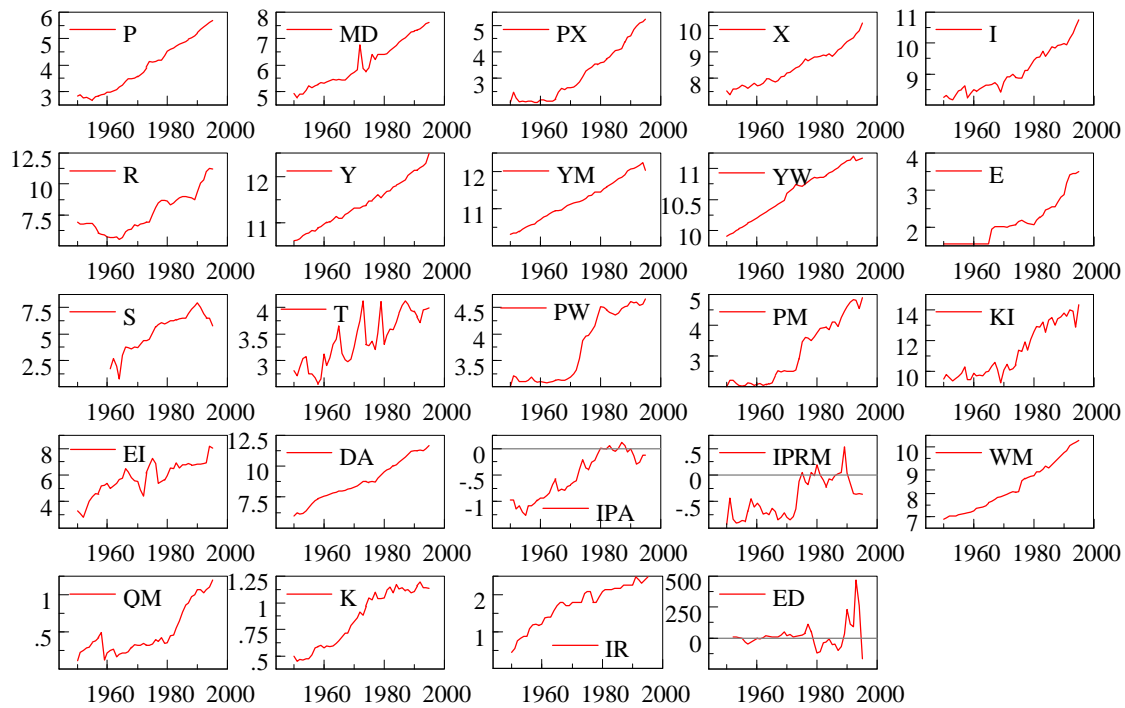 6 P 5 4 3 1960 1980 2000
8 MD 7 6 5 1960 1980 2000
5 PX 4 3 1960 1980 2000
10 X 9 8 1960 1980 2000
11 I 10 9 1960 1980 2000
12.5 R 10 7.5 1960 1980 2000
Y 12 11 1960 1980 2000
YM 12 11 10 1960 1980 2000
YW 11 10.5 10 1960 1980 2000
4 E 3 2 1960 1980 2000
7.5 S 5 2.5 1960 1980 2000
4 T 3.5 3 1960 1980 2000
4.5 PW 4 3.5 1960 1980 2000
5 PM 4 3 1960 1980 2000
14 KI 12 10 1960 1980 2000
8 EI 6 4 1960 1980 2000
12.5 DA 10 7.5 1960 1980 2000
0 -.5 -1 IPA 1960 1980 2000
.5 IPRM 0 -.5 1960 1980 2000
10 WM 9 8 7 1960 1980 2000
1 QM .5 1960 1980 2000
1.25 K 1 .75 .5 1960 1980 2000
2 1 IR 1960 1980 2000
500 ED 250 0 1960 1980 2000